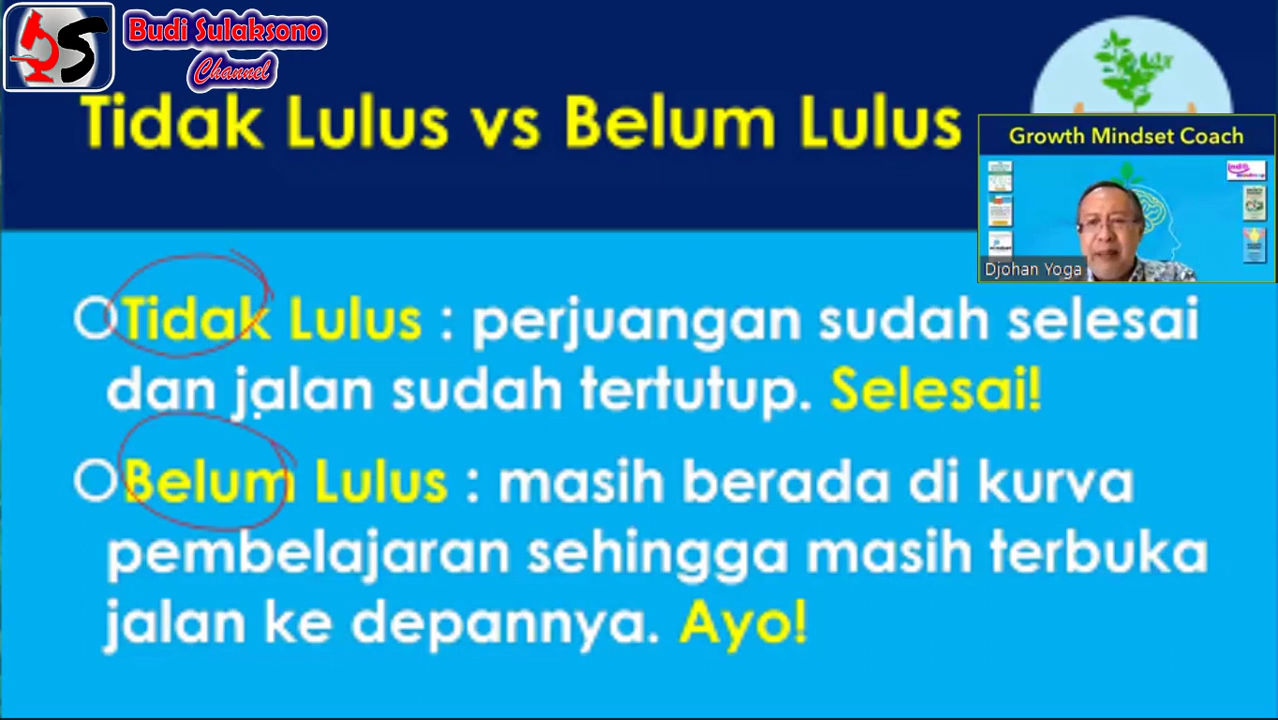 Budi Sulaksono
Channel
Tidak Lulus vs Belum Lulus
Growth Mindset Coach
Djohan Yoga
Tidak Lulus : perjuangan sudah selesai
dan jalan sudah tertutup. Selesai!
Belum Lulus : masih berada di kurva
pembelajaran sehingga masih terbuka
jalan ke depannya. Ayo!